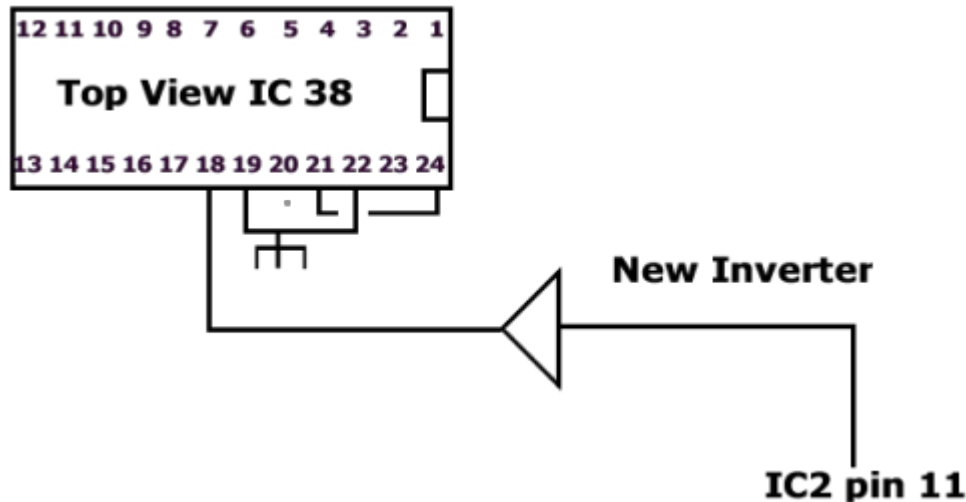 12 11 10 9 8 7 6 5 4 3 2 1
Top View IC 38
13 14 15 16 17 18 19 20 21 22 23 24
New Inverter
IC2 pin 11